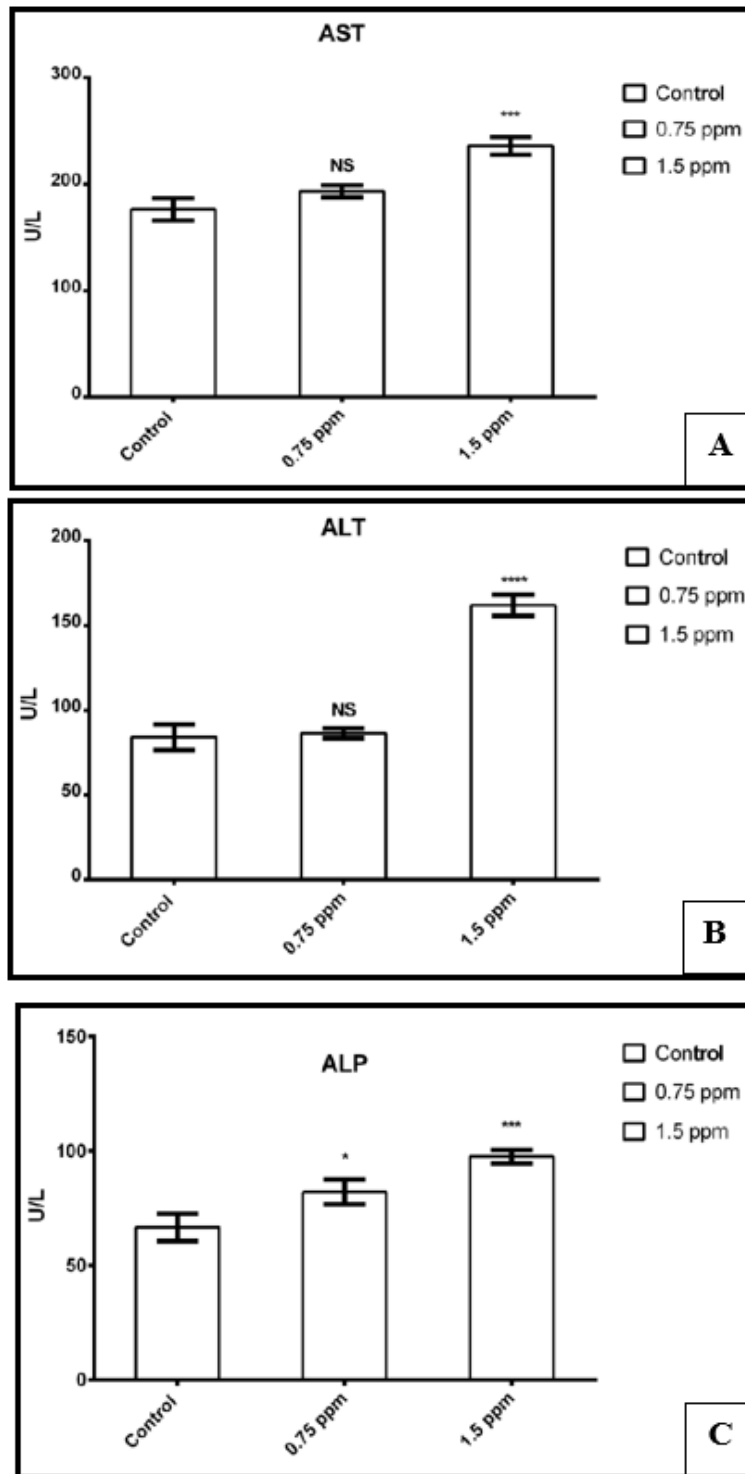 AST
300
200
100
0
U/L
NS
***
Control
0.75 ppm
1.5 ppm
Control
0.75 ppm
1.5 ppm
A
ALT
200
150
100
50
0
U/L
NS
****
Control
0.75 ppm
1.5 ppm
Control
0.75 ppm
1.5 ppm
B
ALP
150
100
50
0
U/L
*
***
Control
0.75 ppm
1.5 ppm
Control
0.75 ppm
1.5 ppm
C